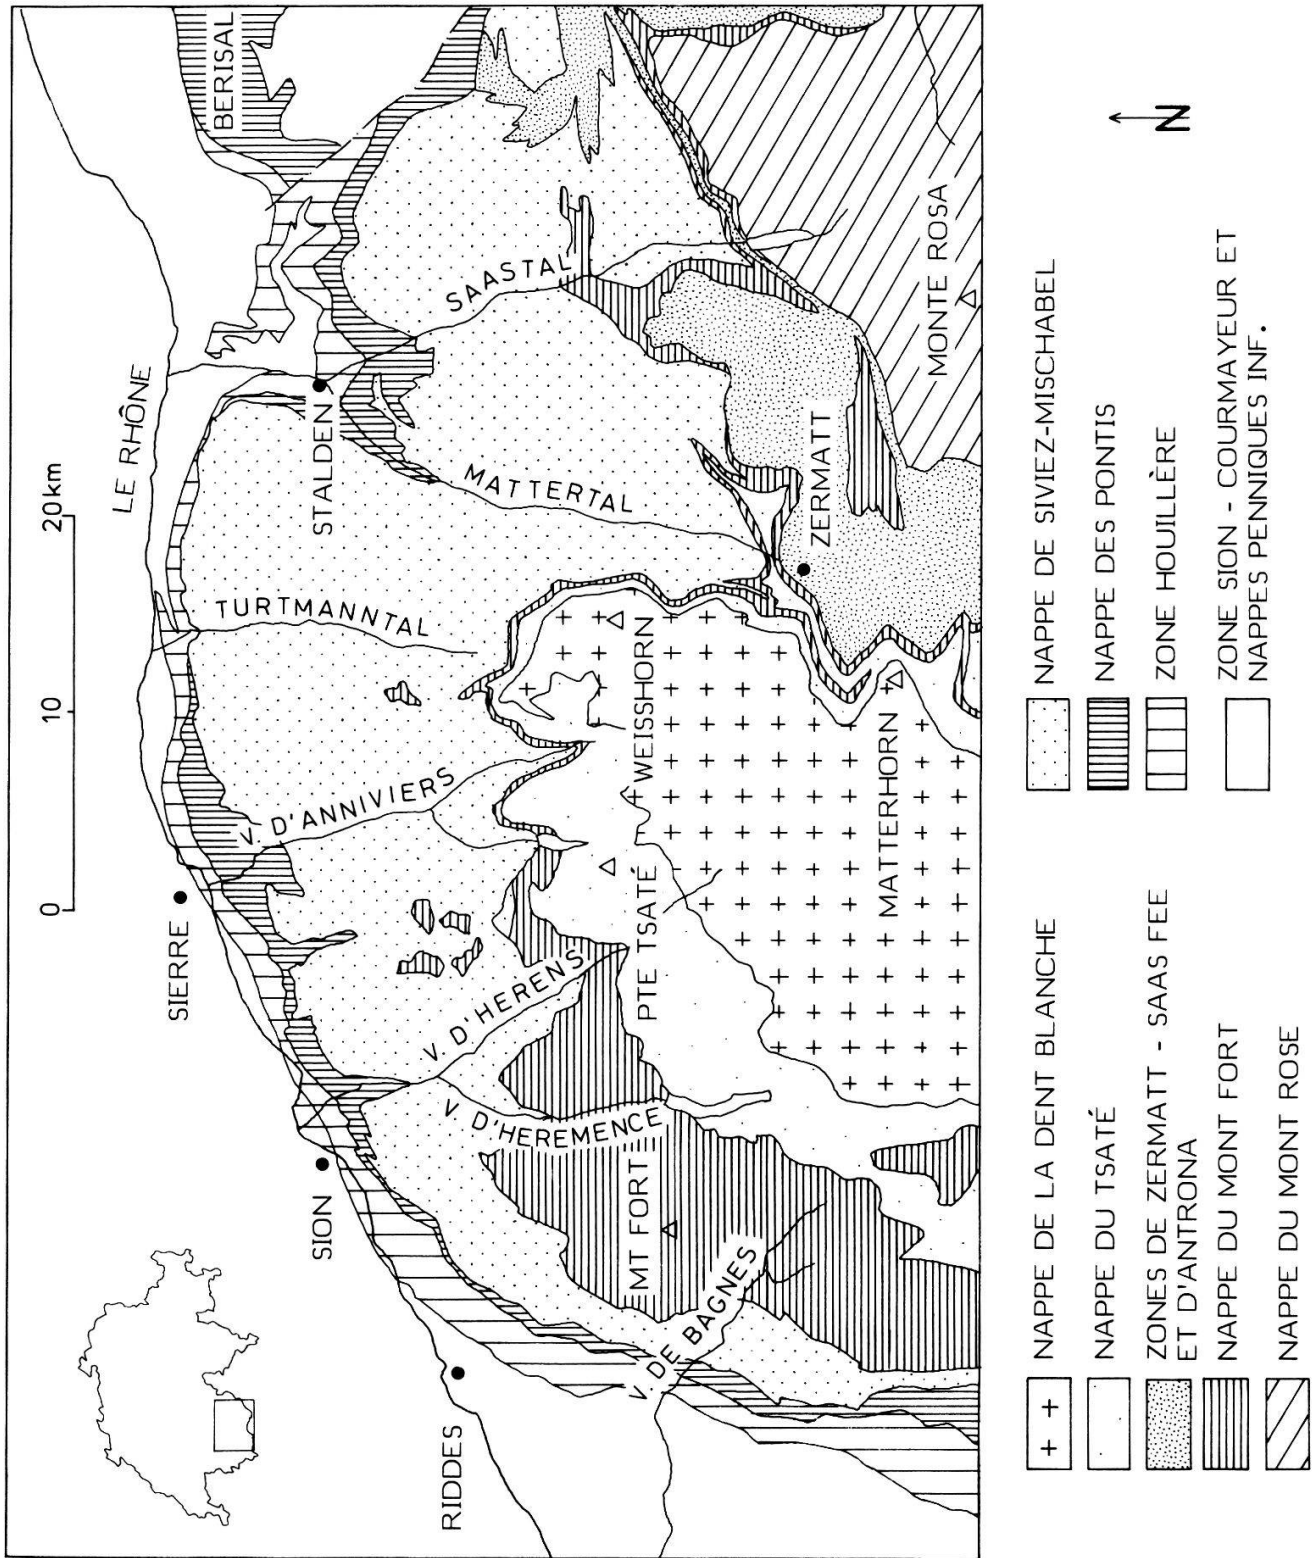 0
10
20 km
LE RHÔNE
BERISAL
SIERRE
SION
RIDDES
STALDEN
TURTMANNTAL
V. D'ANNIVIERS
V. D'HERENS
V. D'HEREMENCE
V. DE BAGNES
MATTERTAL
SAASTAL
MT FORT
PTE TSATÉ
WEISSHORN
ZERMATT
MATTERHORN
MONTE ROSA
N
NAPPE DE LA DENT BLANCHE
NAPPE DU TSATÉ
ZONES DE ZERMATT - SAAS FEE
ET D'ANTRONA
NAPPE DU MONT FORT
NAPPE DU MONT ROSE
NAPPE DE SIVIEZ-MISCHABEL
NAPPE DES PONTIS
ZONE HOUILLÈRE
ZONE SION - COURMAYEUR ET
NAPPES PENNIQUES INF.